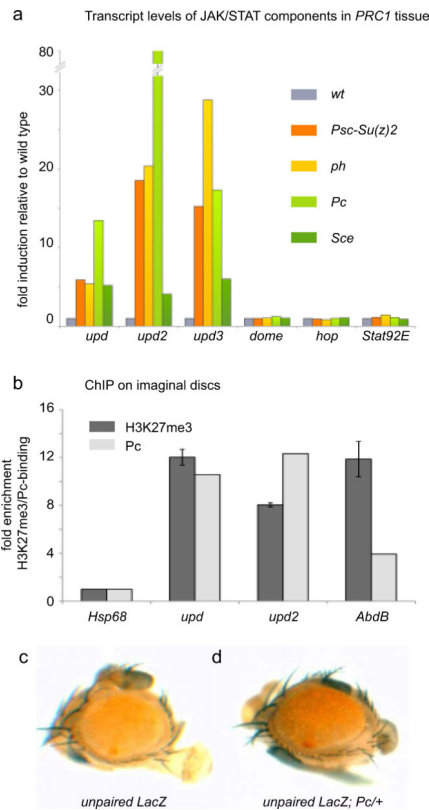 a
Transcript levels of JAK/STAT components in PRC1 tissue
fold induction relative to wild type
80
30
20
10
0
wt
Psc-Su(z)2
ph
Pc
Sce
upd upd2 upd3 dome hop Stat92E
b
ChIP on imaginal discs
fold enrichment
H3K27me3/Pc-binding
16
12
8
4
0
H3K27me3
Pc
Hsp68 upd upd2 AbdB
c
d
unpaired LacZ
unpaired LacZ; Pc/+